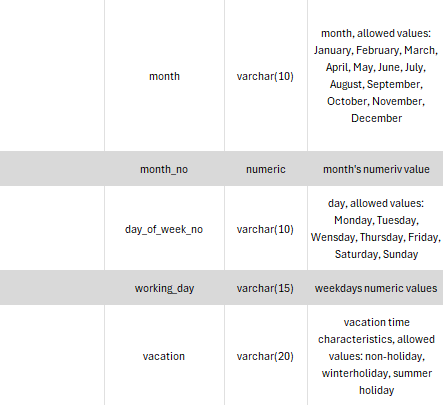 month
varchar(10)
month, allowed values:
January, February, March,
April, May, June, July,
August, September,
October, November,
December
month_no
numeric
month's numeriv value
day_of_week_no
varchar(10)
day, allowed values:
Monday, Tuesday,
Wensday, Thursday, Friday,
Saturday, Sunday
working_day
varchar(15)
weekdays numeric values
vacation
varchar(20)
vacation time
characteristics, allowed
values: non-holiday,
winterholiday, summer
holiday